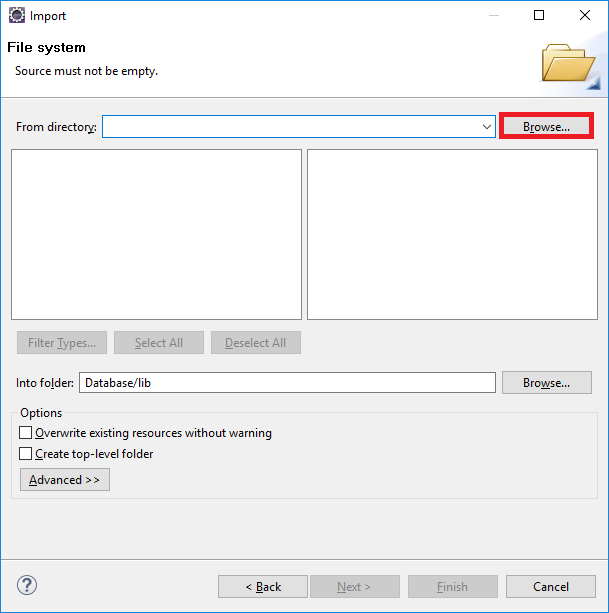 Import
File system
Source must not be empty.
From directory:
Browse...
Filter Types...
Select All
Deselect All
Into folder:
Database/lib
Browse...
Options
Overwrite existing resources without warning
Create top-level folder
Advanced >>
?
< Back
Next >
Finish
Cancel